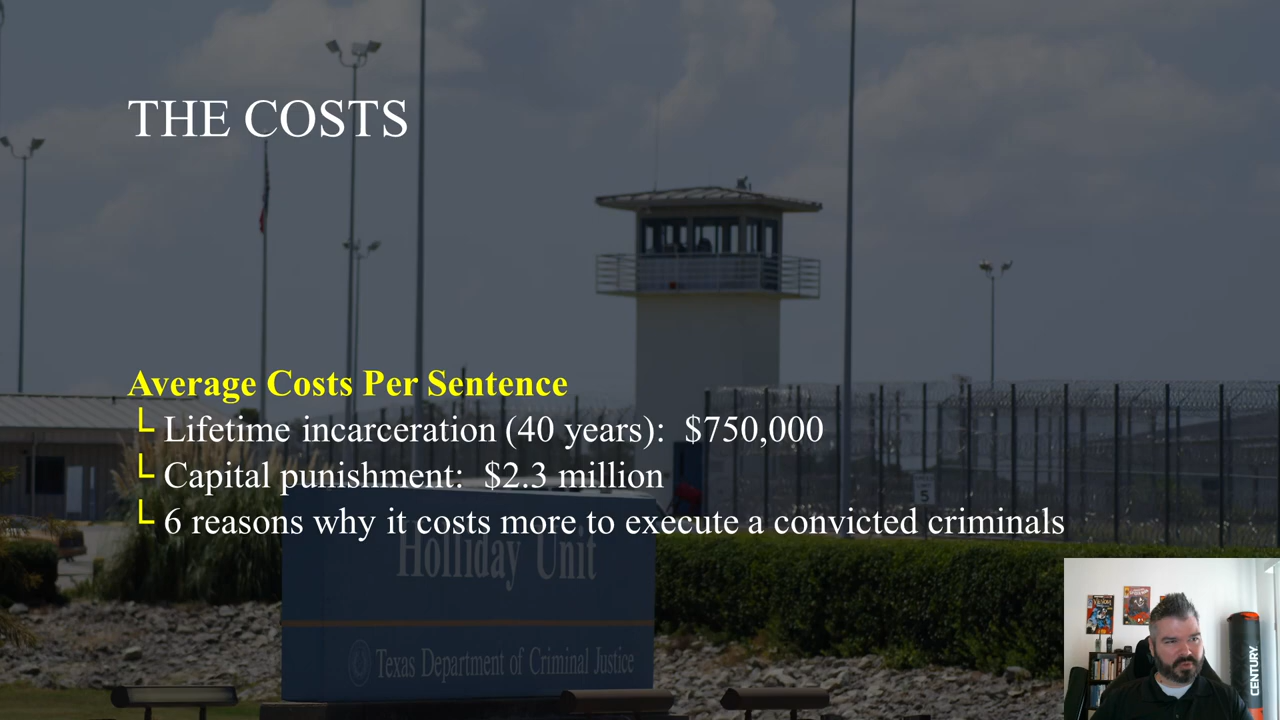 THE COSTS
Average Costs Per Sentence
Lifetime incarceration (40 years): $750,000
Capital punishment: $2.3 million
6 reasons why it costs more to execute a convicted criminals
Holliday Unit
Texas Department of Criminal Justice
5
CENTURY